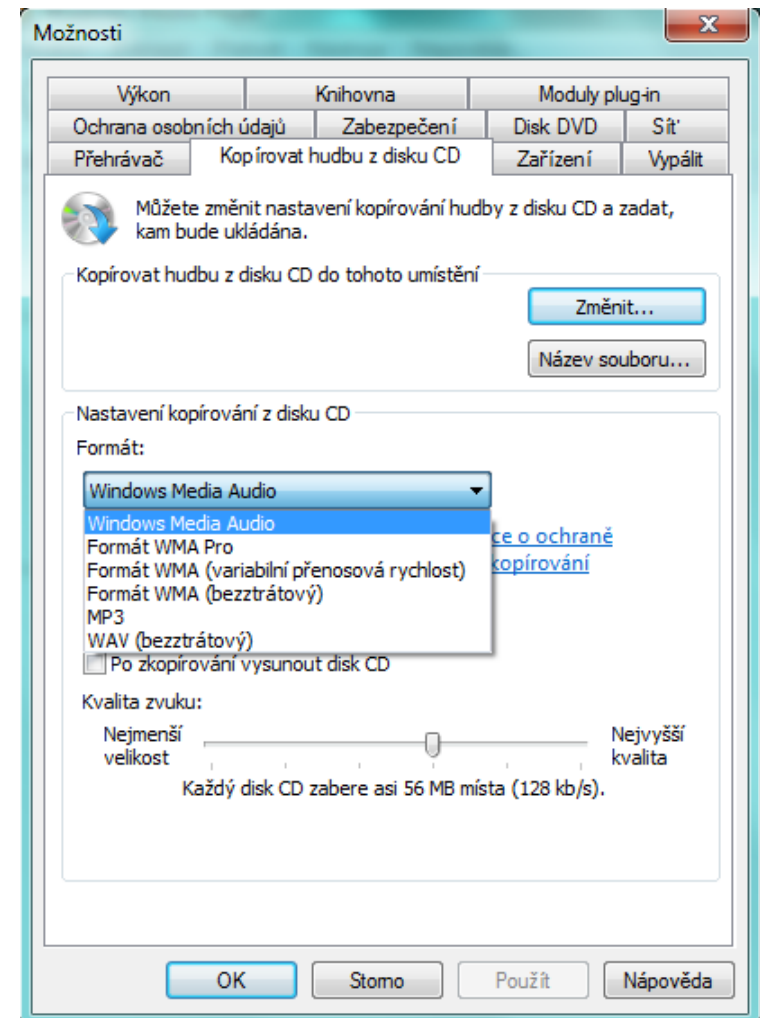 Možnosti
Výkon Knihovna Moduly plug-in
Ochrana osobních údajů Zabezpečení Disk DVD Síť
Přehrávač Kopírovat hudbu z disku CD Zařízení Vypálit
Můžete změnit nastavení kopírování hudby z disku CD a zadat,
kam bude ukládána.
Kopírovat hudbu z disku CD do tohoto umístění
Změnit...
Název souboru...
Nastavení kopírování z disku CD
Formát:
Windows Media Audio
Windows Media Audio
Formát WMA Pro
Formát WMA (variabilní přenosová rychlost)
Formát WMA (bezztrátový)
MP3
WAV (bezztrátový)
o ochraně
kopírování
Po zkopírování vysunout disk CD
Kvalita zvuku:
Nejmenší
velikost
Nejvyšší
kvalita
Každý disk CD zabere asi 56 MB místa (128 kb/s).
OK Storno Použít Nápověda